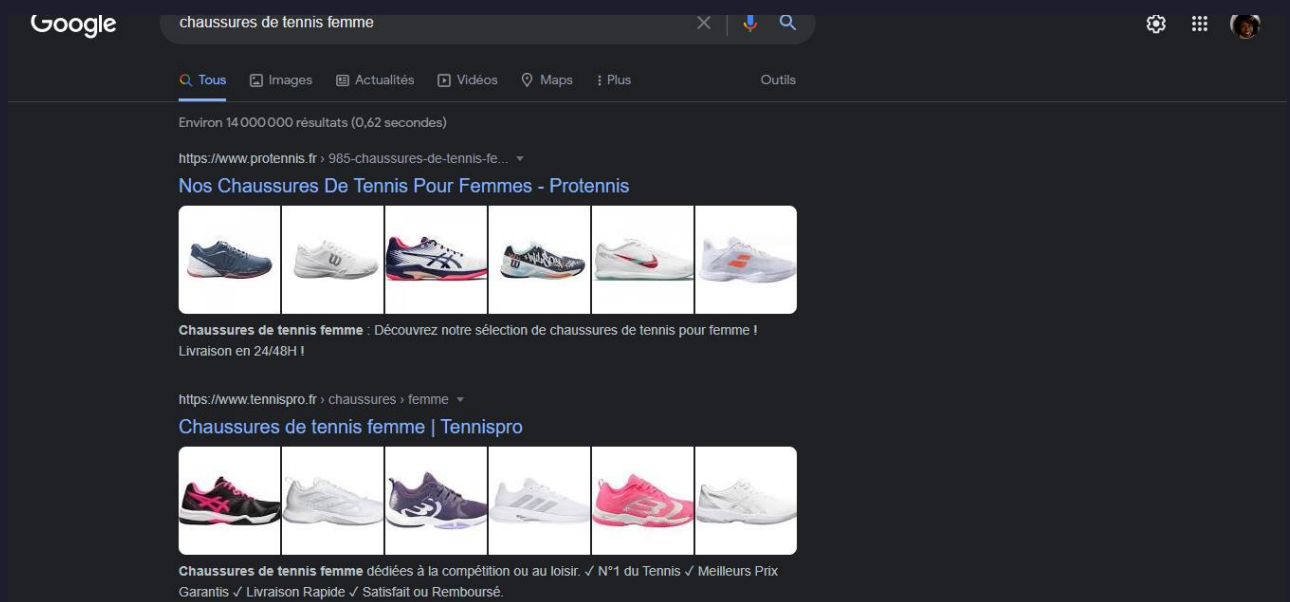 Google
chaussures de tennis femme
Tous Images Actualités Vidéos Maps Plus Outils
Environ 14 000 000 résultats (0,62 secondes)
https://www.protennis.fr › 985-chaussures-de-tennis-fe...
Nos Chaussures De Tennis Pour Femmes - Protennis
Chaussures de tennis femme : Découvrez notre sélection de chaussures de tennis pour femme !
Livraison en 24/48H !
https://www.tennispro.fr › chaussures › femme
Chaussures de tennis femme | Tennispro
Chaussures de tennis femme dédiées à la compétition ou au loisir. ✓ N°1 du Tennis ✓ Meilleurs Prix
Garantis ✓ Livraison Rapide ✓ Satisfait ou Remboursé.